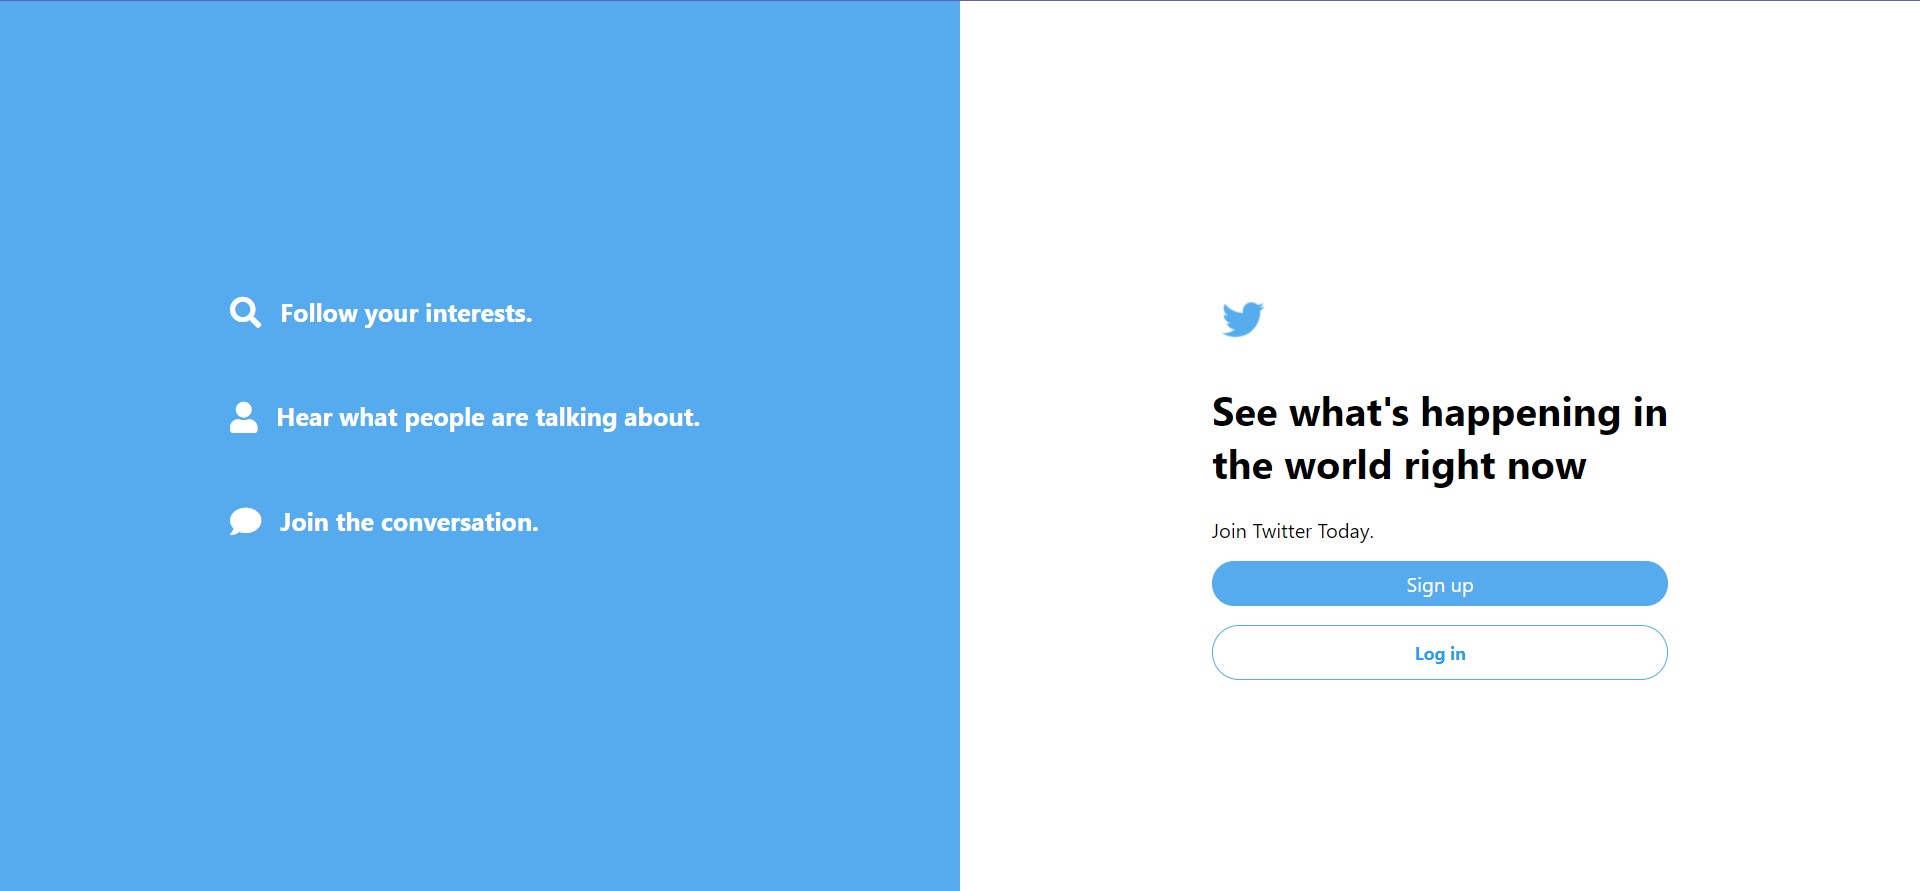 Follow your interests.
Hear what people are talking about.
Join the conversation.
See what's happening in
the world right now
Join Twitter Today.
Sign up
Log in